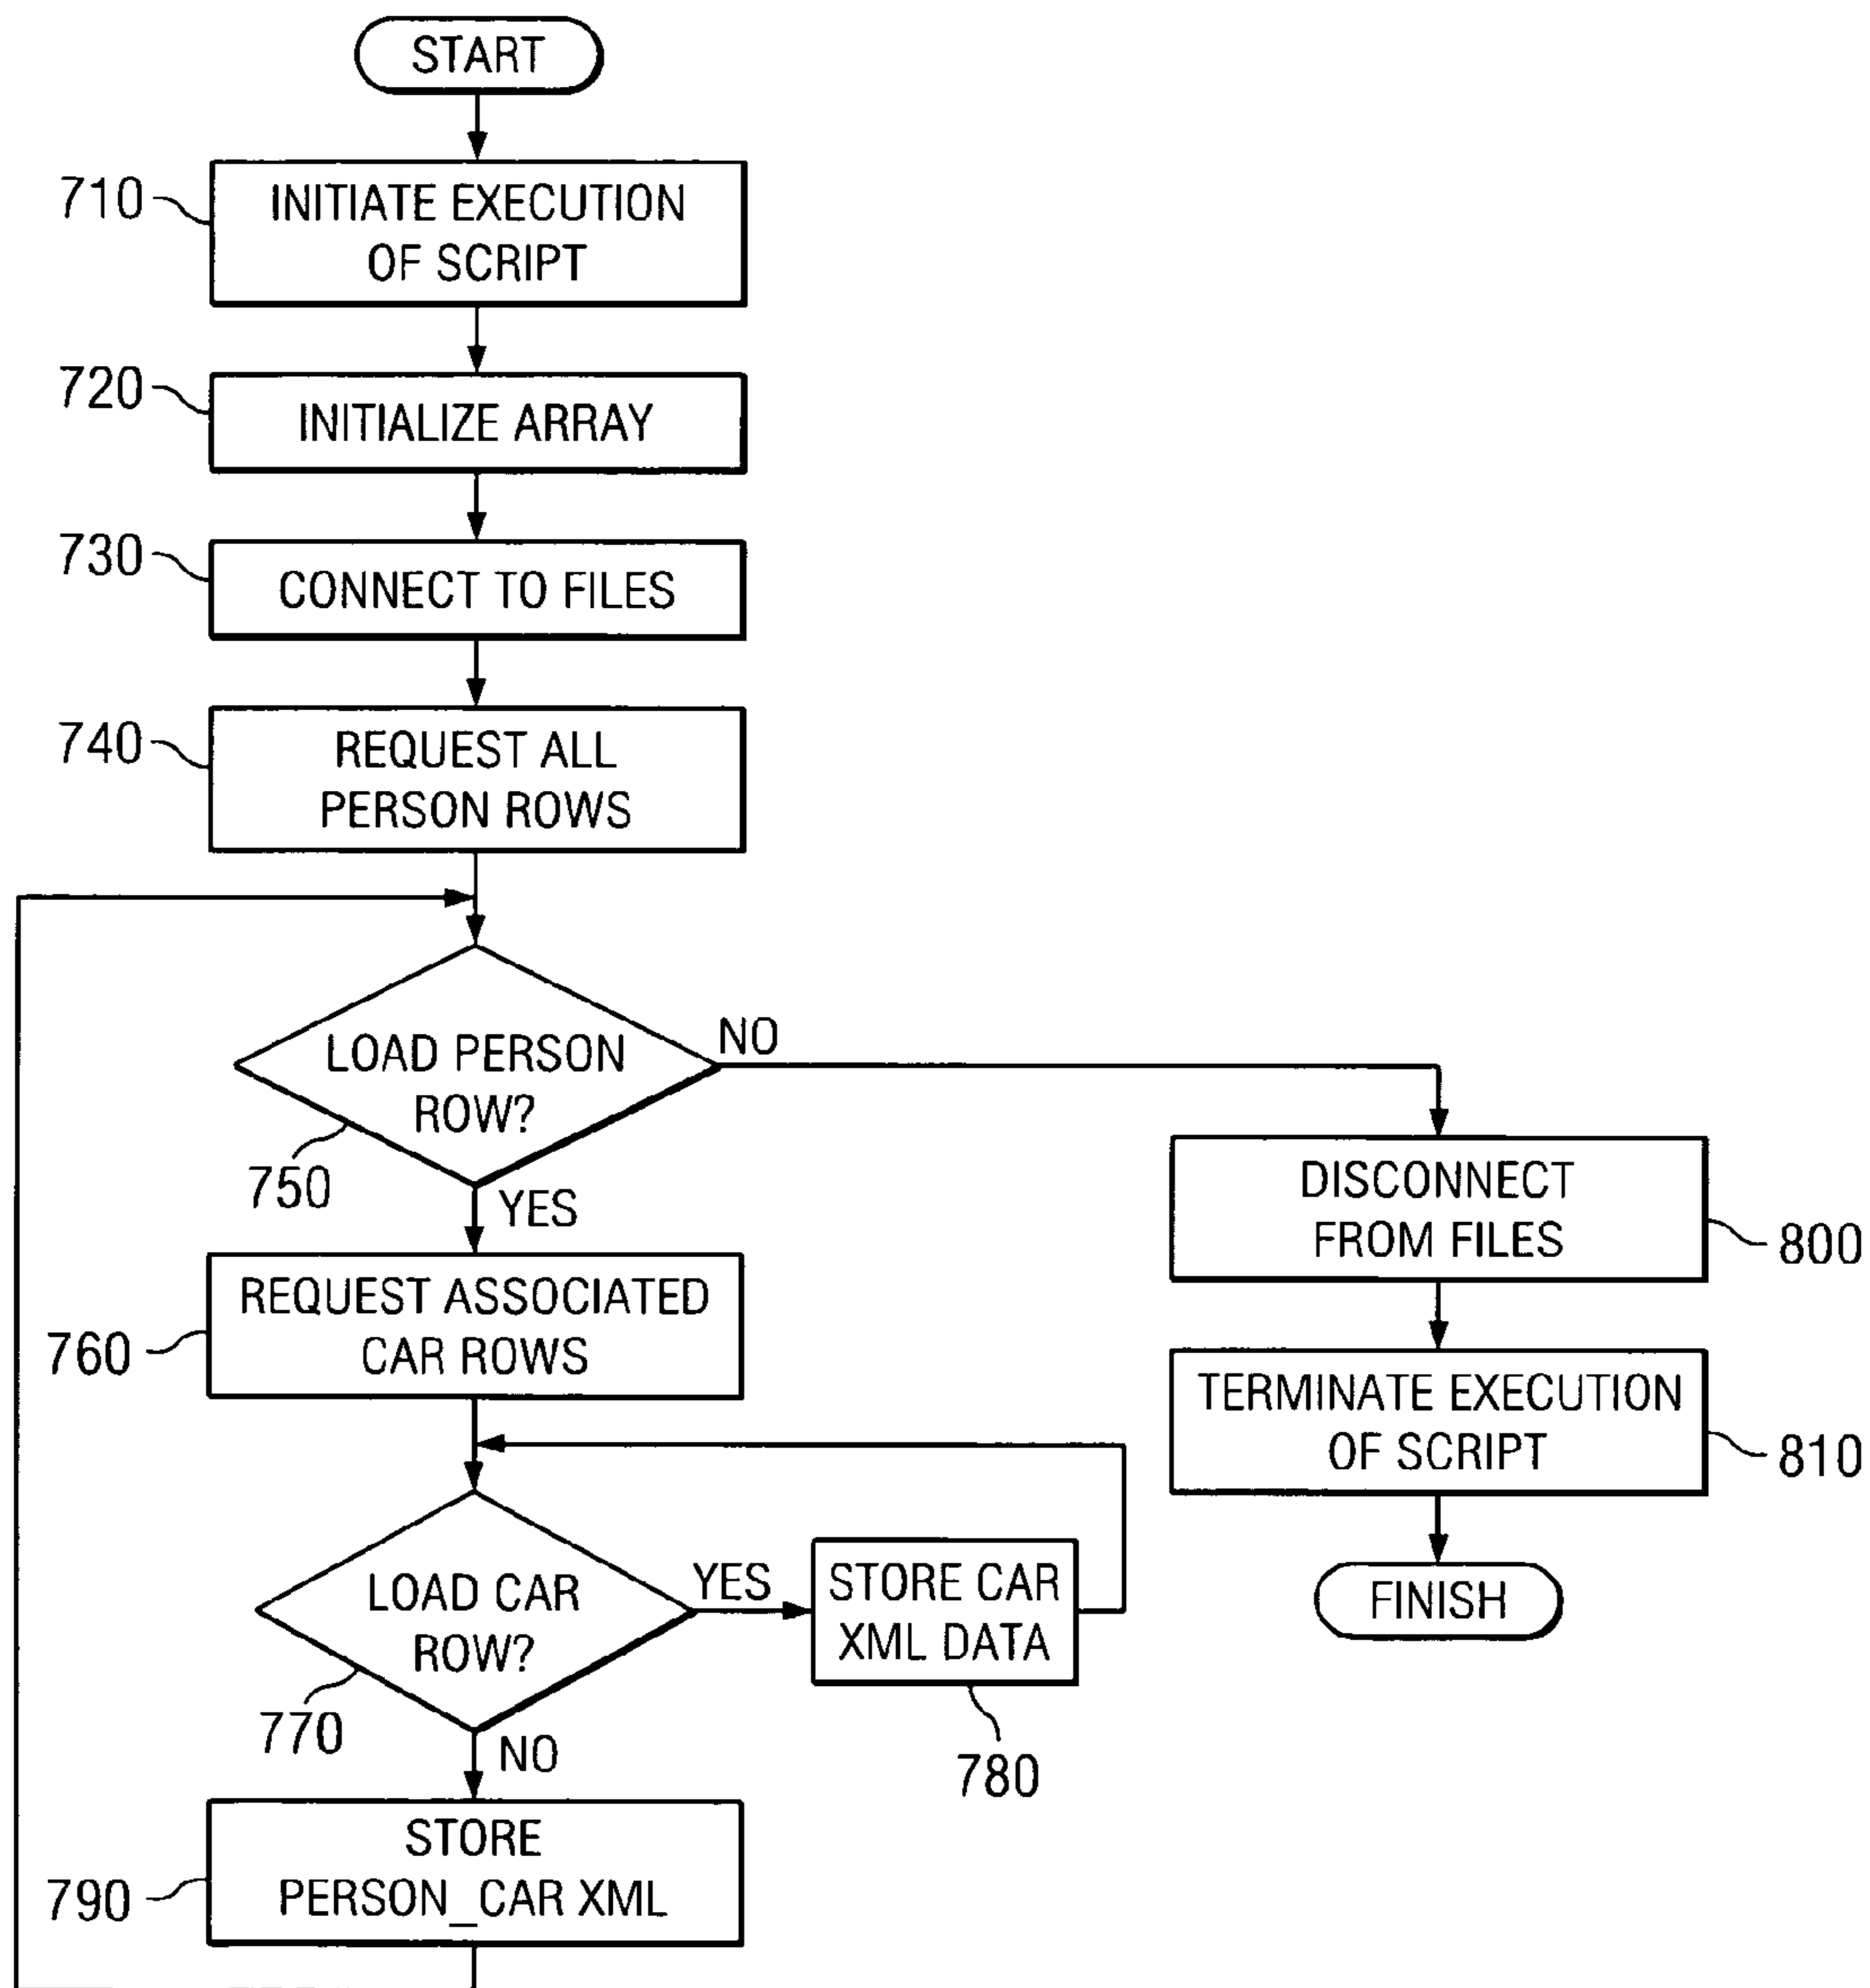 START
710
INITIATE EXECUTION
OF SCRIPT
720
INITIALIZE ARRAY
730
CONNECT TO FILES
740
REQUEST ALL
PERSON ROWS
LOAD PERSON
ROW?
NO
750
YES
REQUEST ASSOCIATED
CAR ROWS
760
LOAD CAR
ROW?
YES
STORE CAR
XML DATA
770
NO
780
STORE
PERSON_CAR XML
790
DISCONNECT
FROM FILES
800
TERMINATE EXECUTION
OF SCRIPT
810
FINISH